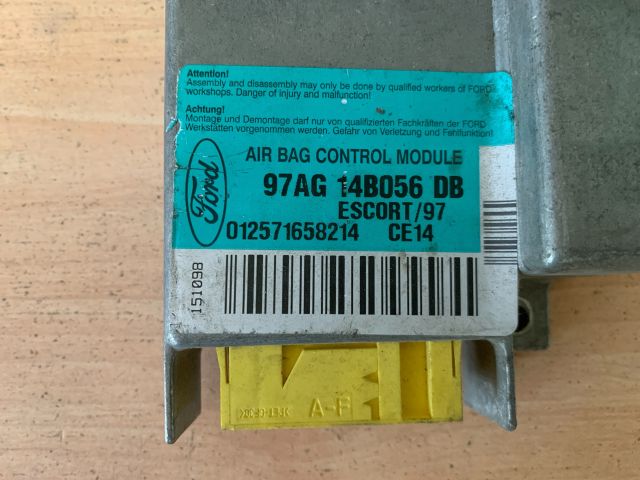 Attention!
Assembly and disassembly may only be done by qualified workers of FORD
workshops. Danger of injury and malfunction!
Achtung!
Montage und Demontage darf nur von qualifizierten Fachkräften der FORD
Werkstätten vorgenommen werden. Gefahr von Verletzung und Fehlfunktion!
Ford
AIR BAG CONTROL MODULE
97AG 14B056 DB
ESCORT/97
012571658214 CE14
151098
A-F